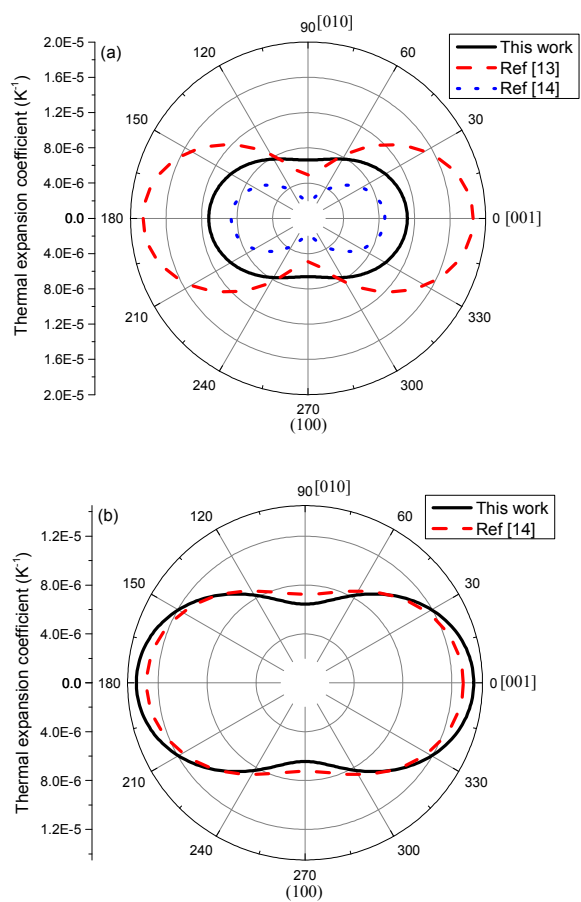 (a)
This work
Ref [13]
Ref [14]
Thermal expansion coefficient (K⁻¹)
2.0E-5
1.6E-5
1.2E-5
8.0E-6
4.0E-6
0.0
4.0E-6
8.0E-6
1.2E-5
1.6E-5
2.0E-5
90 [010]
60
30
0 [001]
330
300
270
(100)
240
210
180
150
120
(b)
This work
Ref [14]
Thermal expansion coefficient (K⁻¹)
1.2E-5
8.0E-6
4.0E-6
0.0
4.0E-6
8.0E-6
1.2E-5
90 [010]
60
30
0 [001]
330
300
270
(100)
240
210
180
150
120